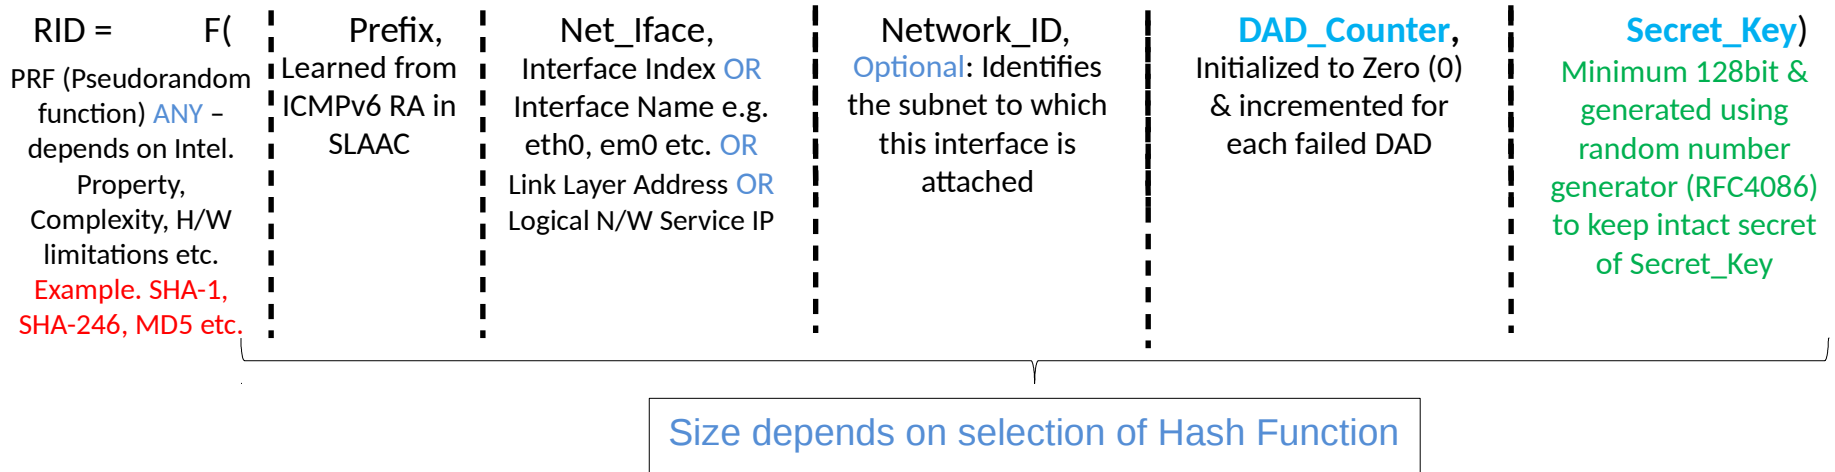 RID = F( Prefix, Net_Iface, Network_ID, DAD_Counter, Secret_Key)
PRF (Pseudorandom
function) ANY –
depends on Intel.
Property,
Complexity, H/W
limitations etc.
Example. SHA-1,
SHA-246, MD5 etc.
Learned from
ICMPv6 RA in
SLAAC
Interface Index OR
Interface Name e.g.
eth0, em0 etc. OR
Link Layer Address OR
Logical N/W Service IP
Optional: Identifies
the subnet to which
this interface is
attached
Initialized to Zero (0)
& incremented for
each failed DAD
Minimum 128bit &
generated using
random number
generator (RFC4086)
to keep intact secret
of Secret_Key
Size depends on selection of Hash Function